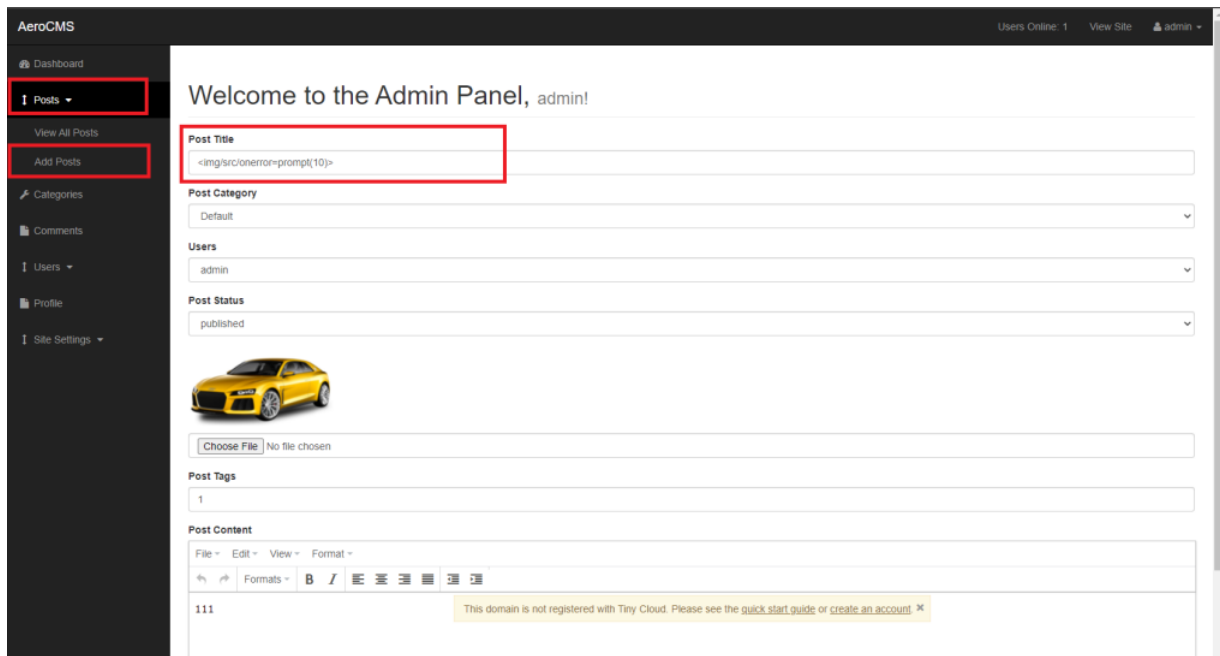 AeroCMS
Users Online: 1 View Site admin
Dashboard
Posts
View All Posts
Add Posts
Categories
Comments
Users
Profile
Site Settings
Welcome to the Admin Panel, admin!
Post Title
<img/src/onerror=prompt(10)>
Post Category
Default
Users
admin
Post Status
published
Choose File No file chosen
Post Tags
1
Post Content
File Edit View Format
Formats B I
111
This domain is not registered with Tiny Cloud. Please see the quick start guide or create an account.